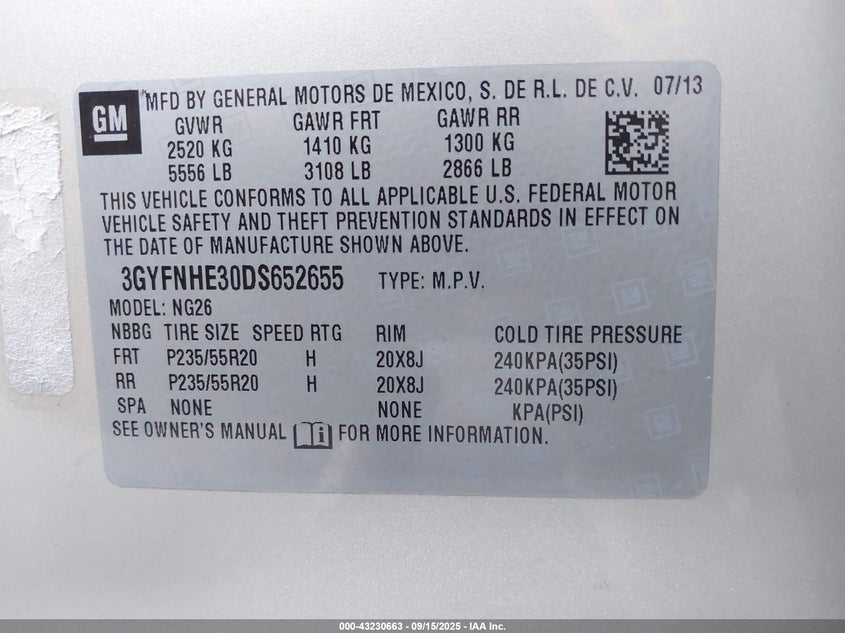 GM
*MFD BY GENERAL MOTORS DE MEXICO, S. DE R.L. DE C.V. 07/13
GVWR GAWR FRT GAWR RR
2520 KG 1410 KG 1300 KG
5556 LB 3108 LB 2866 LB
THIS VEHICLE CONFORMS TO ALL APPLICABLE U.S. FEDERAL MOTOR
VEHICLE SAFETY AND THEFT PREVENTION STANDARDS IN EFFECT ON
THE DATE OF MANUFACTURE SHOWN ABOVE.
3GYFNHE30DS652655 TYPE: M.P.V.
MODEL: NG26
NBBG TIRE SIZE SPEED RTG RIM COLD TIRE PRESSURE
FRT P235/55R20 H 20X8J 240KPA(35PSI)
RR P235/55R20 H 20X8J 240KPA(35PSI)
SPA NONE NONE KPA(PSI)
SEE OWNER'S MANUAL FOR MORE INFORMATION.
000-43230663 - 09/15/2025 - IAA Inc.